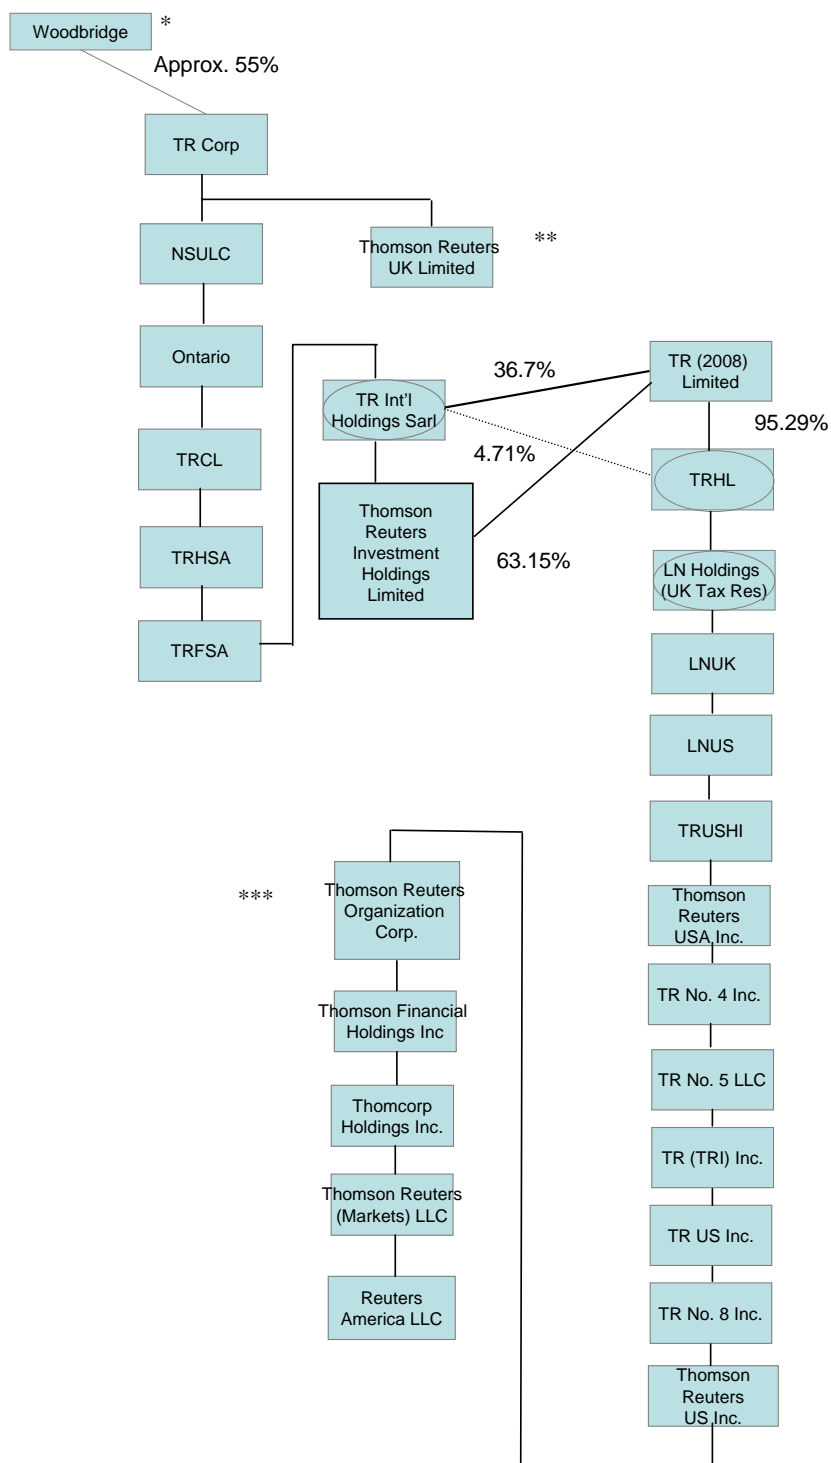 Woodbridge
*
Approx. 55%
TR Corp
NSULC
Thomson Reuters
UK Limited
**
Ontario
TR Int'l
Holdings Sarl
36.7%
TR (2008)
Limited
95.29%
4.71%
TRCL
TRHL
Thomson
Reuters
Investment
Holdings
Limited
63.15%
TRHSA
LN Holdings
(UK Tax Res)
TRFSA
LNUK
LNUS
TRUSHI
***
Thomson Reuters
Organization
Corp.
Thomson
Reuters
USA Inc.
Thomson Financial
Holdings Inc
TR No. 4 Inc.
Thomcorp
Holdings Inc.
TR No. 5 LLC
Thomson Reuters
(Markets) LLC
TR (TRI) Inc.
TR US Inc.
Reuters
America LLC
TR No. 8 Inc.
Thomson
Reuters
US Inc.